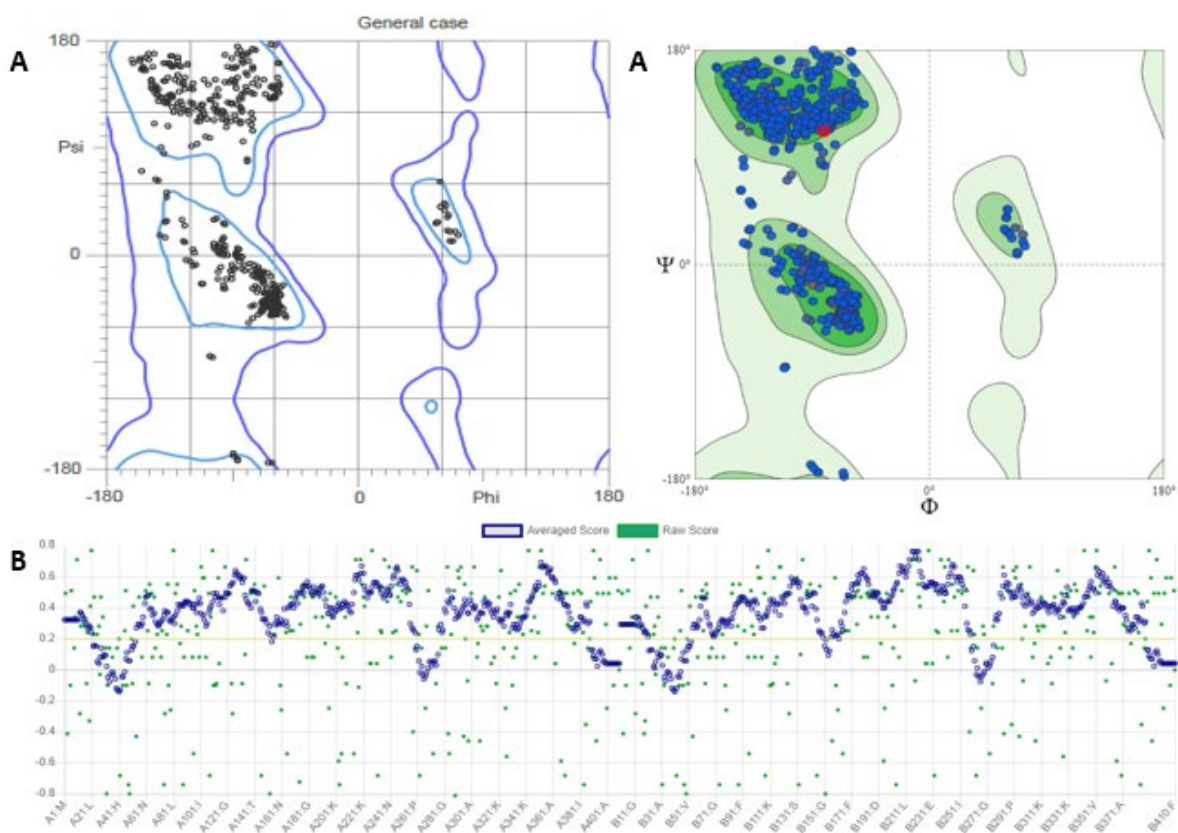 General case
A
180
Psi
0
-180
-180
0
Phi
180
A
180°
Ψ
0°
-180°
-180°
0°
180°
Φ
Averaged Score
Raw Score
B
0.8
0.6
0.4
0.2
0
-0.2
-0.4
-0.6
-0.8
A1:M
A21:L
A41:H
A61:N
A81:L
A101:I
A121:G
A141:T
A161:N
A181:G
A201:K
A221:K
A241:N
A261:P
A281:G
A301:A
A321:K
A341:K
A361:A
A381:I
A401:A
B11:G
B31:A
B51:V
B71:G
B91:F
B111:K
B131:S
B151:G
B171:F
B191:D
B211:L
B231:E
B251:I
B271:G
B291:P
B311:K
B331:K
B351:V
B371:A
B410:F